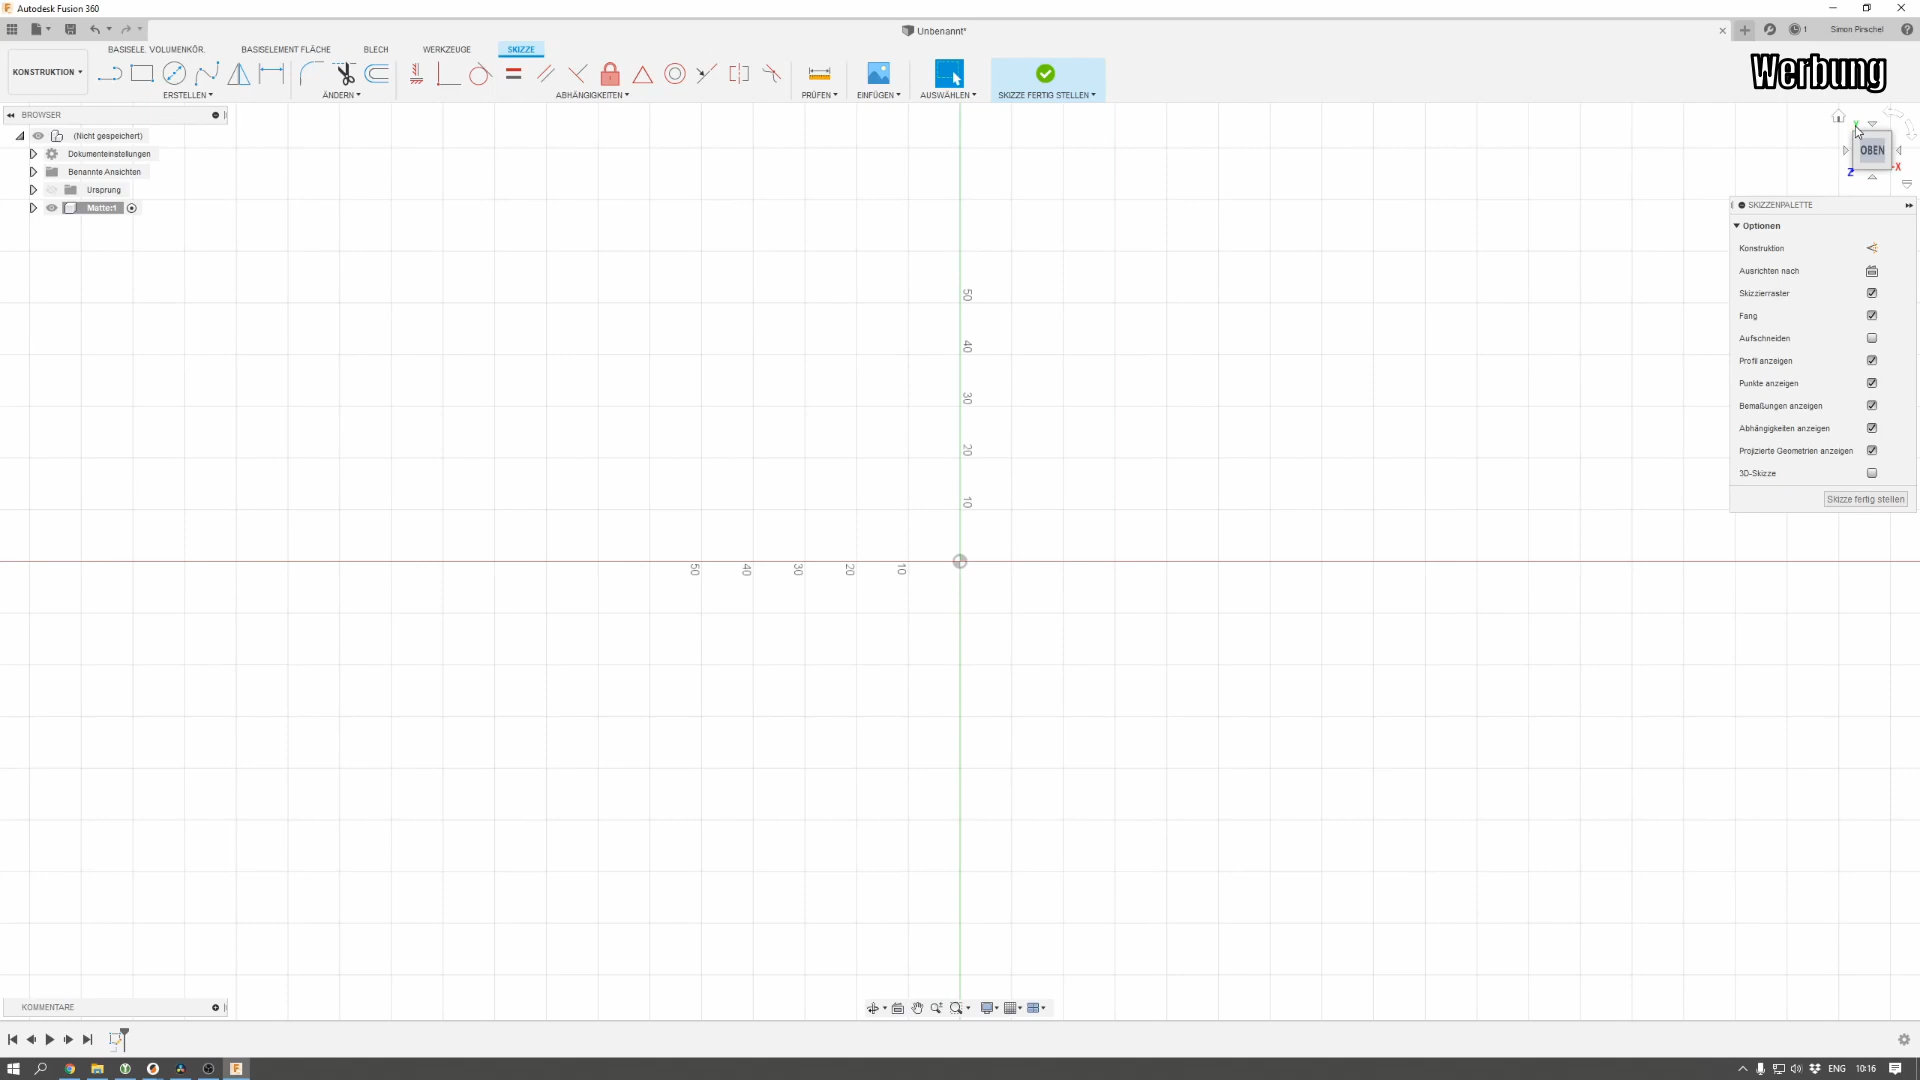 Autodesk Fusion 360
Unbenannt*
1
Simon Pirschel
BASISELE. VOLUMENKÖR.
BASISELEMENT FLÄCHE
BLECH
WERKZEUGE
SKIZZE
KONSTRUKTION
ERSTELLEN
ÄNDERN
ABHÄNGIGKEITEN
PRÜFEN
EINFÜGEN
AUSWÄHLEN
SKIZZE FERTIG STELLEN
Werbung
BROWSER
(Nicht gespeichert)
Dokumenteinstellungen
Benannte Ansichten
Ursprung
Matte:1
Y
OBEN
-X
Z
SKIZZENPALETTE
Optionen
Konstruktion
Ausrichten nach
Skizzierraster
Fang
Aufschneiden
Profil anzeigen
Punkte anzeigen
Bemaßungen anzeigen
Abhängigkeiten anzeigen
Projizierte Geometrien anzeigen
3D-Skizze
Skizze fertig stellen
50
40
30
20
10
50
40
30
20
10
KOMMENTARE
ENG
10:16